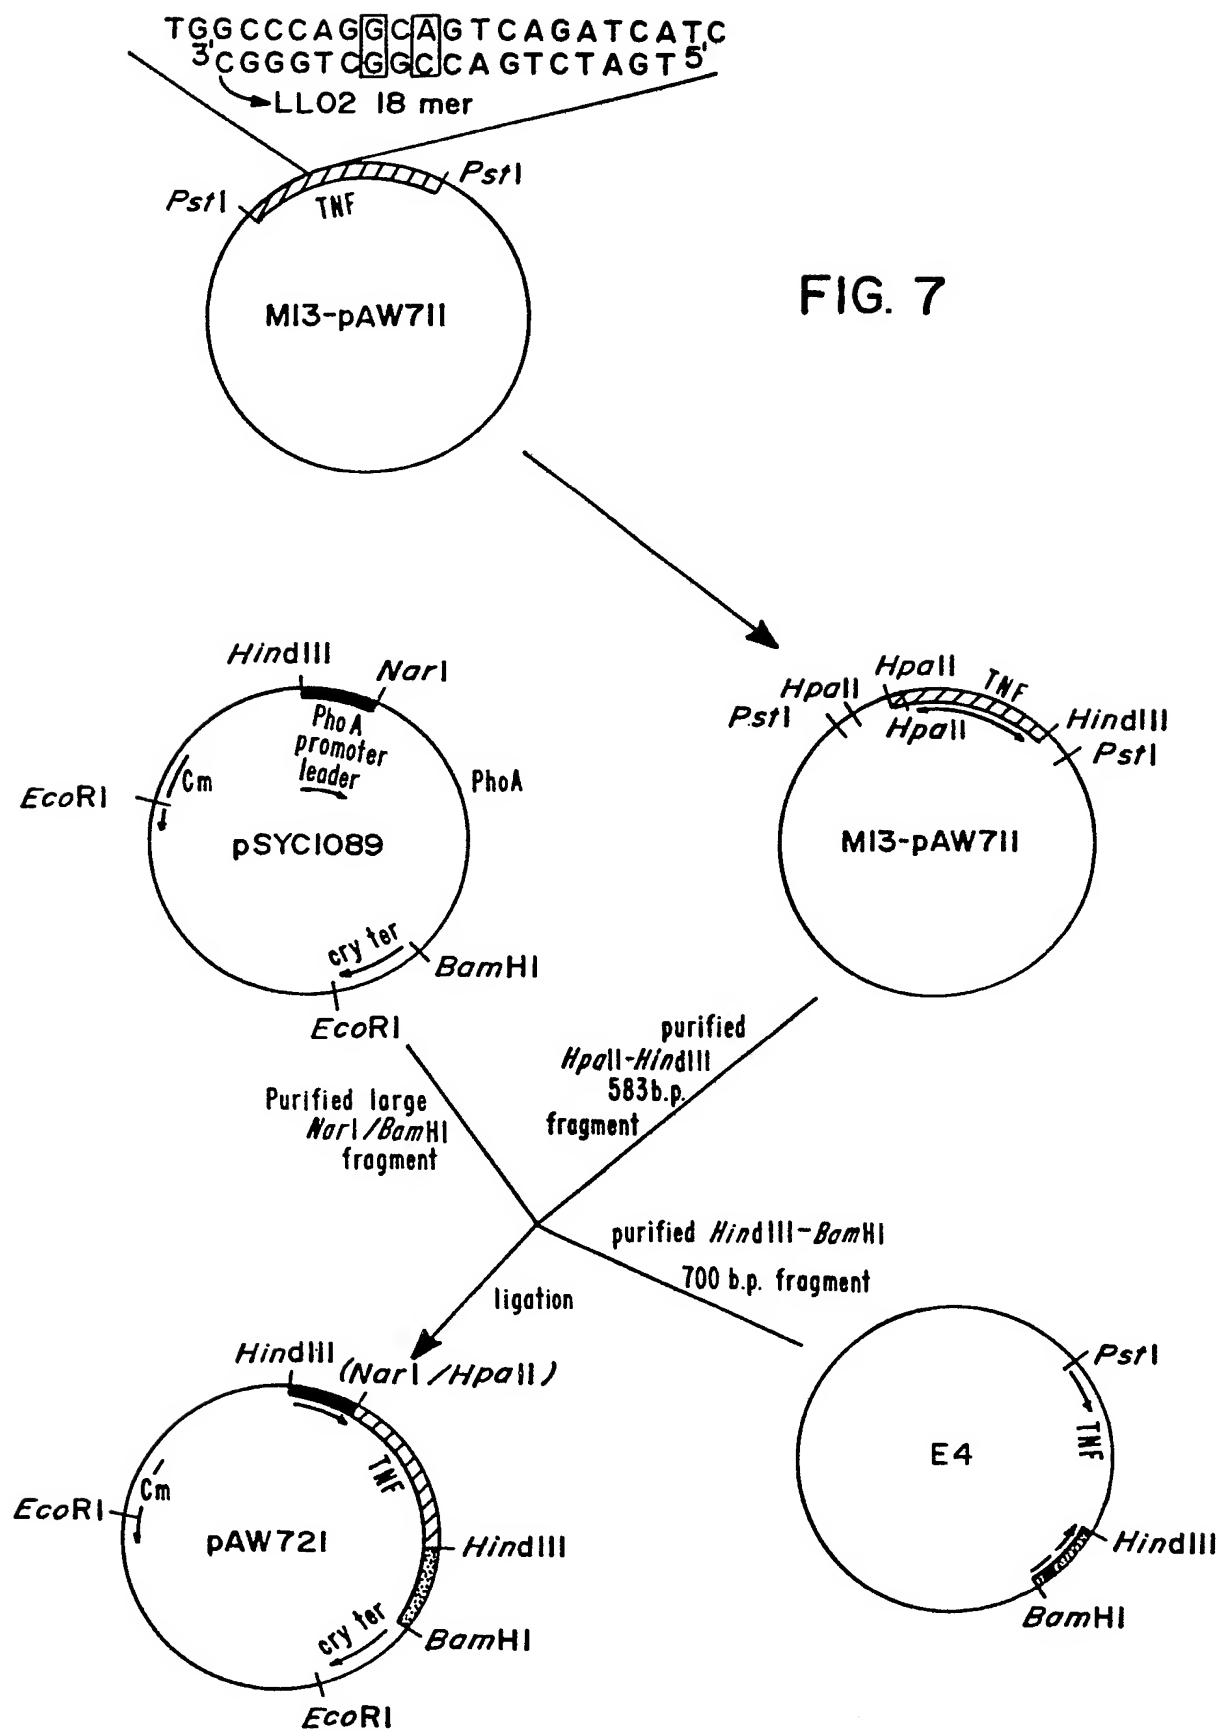 TGGCCCAGGCAGTCAGATCATC
3'CGGGTCGGCCAGTCTAGT5'
LL02 18 mer
PstI
PstI
TNF
M13-pAW711
FIG. 7
HindIII
NarI
PhoA
promoter
leader
PhoA
Cm
EcoRI
pSYC1089
cry ter
BamHI
EcoRI
HpaII
TNF
HpaII
PstI
HpaII
HindIII
PstI
M13-pAW711
purified
HpaII-HindIII
583b.p.
fragment
Purified large
NarI/BamHI
fragment
purified HindIII-BamHI
700 b.p. fragment
ligation
HindIII
(NarI/HpaII)
TNF
Cm
EcoRI
pAW721
HindIII
cry ter
BamHI
EcoRI
PstI
TNF
E4
HindIII
BamHI